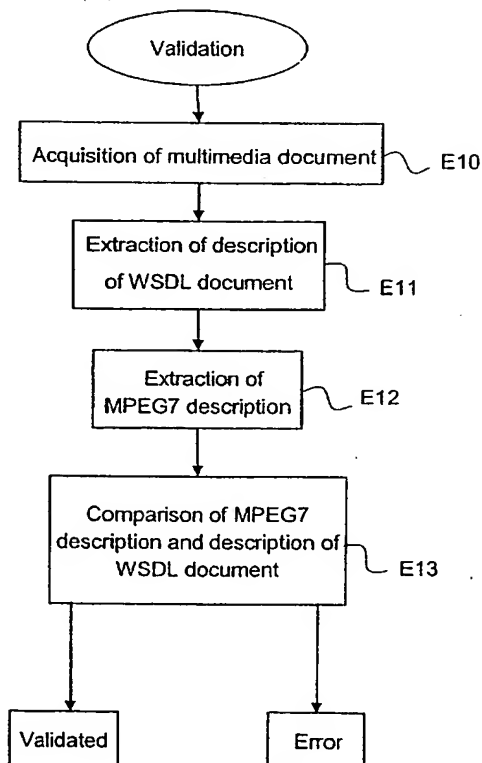 Validation
Acquisition of multimedia document
E10
Extraction of description
of WSDL document
E11
Extraction of
MPEG7 description
E12
Comparison of MPEG7
description and description of
WSDL document
E13
Validated
Error